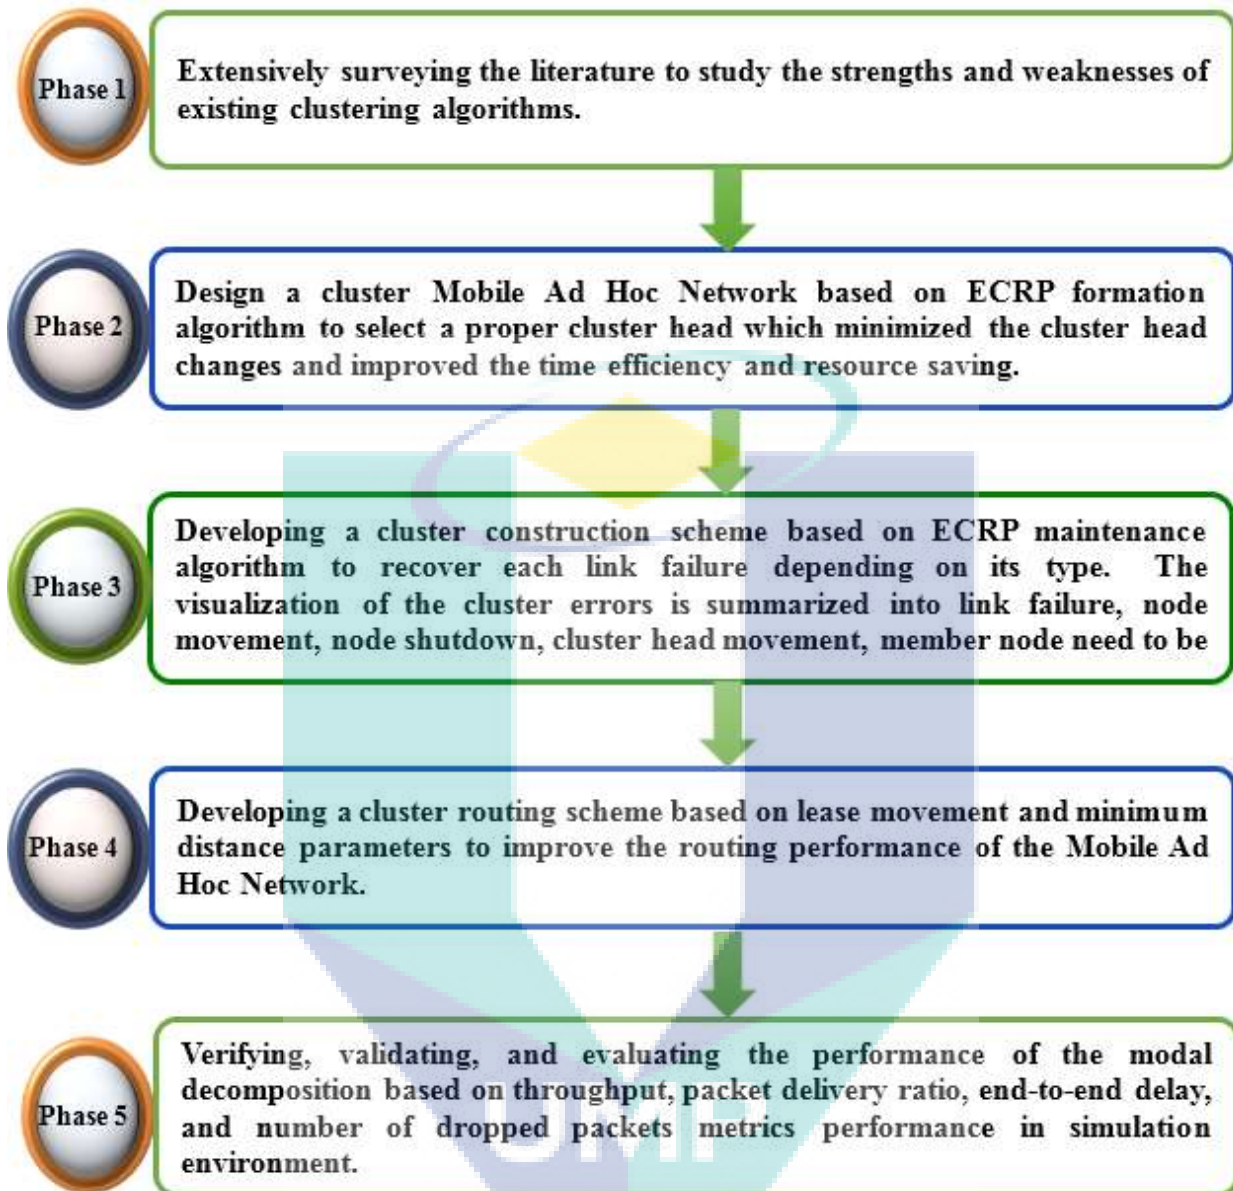 Phase 1
Extensively surveying the literature to study the strengths and weaknesses of
existing clustering algorithms.
Phase 2
Design a cluster Mobile Ad Hoc Network based on ECRP formation
algorithm to select a proper cluster head which minimized the cluster head
changes and improved the time efficiency and resource saving.
Phase 3
Developing a cluster construction scheme based on ECRP maintenance
algorithm to recover each link failure depending on its type. The
visualization of the cluster errors is summarized into link failure, node
movement, node shutdown, cluster head movement, member node need to be
Phase 4
Developing a cluster routing scheme based on lease movement and minimum
distance parameters to improve the routing performance of the Mobile Ad
Hoc Network.
Phase 5
Verifying, validating, and evaluating the performance of the modal
decomposition based on throughput, packet delivery ratio, end-to-end delay,
and number of dropped packets metrics performance in simulation
environment.
UMP